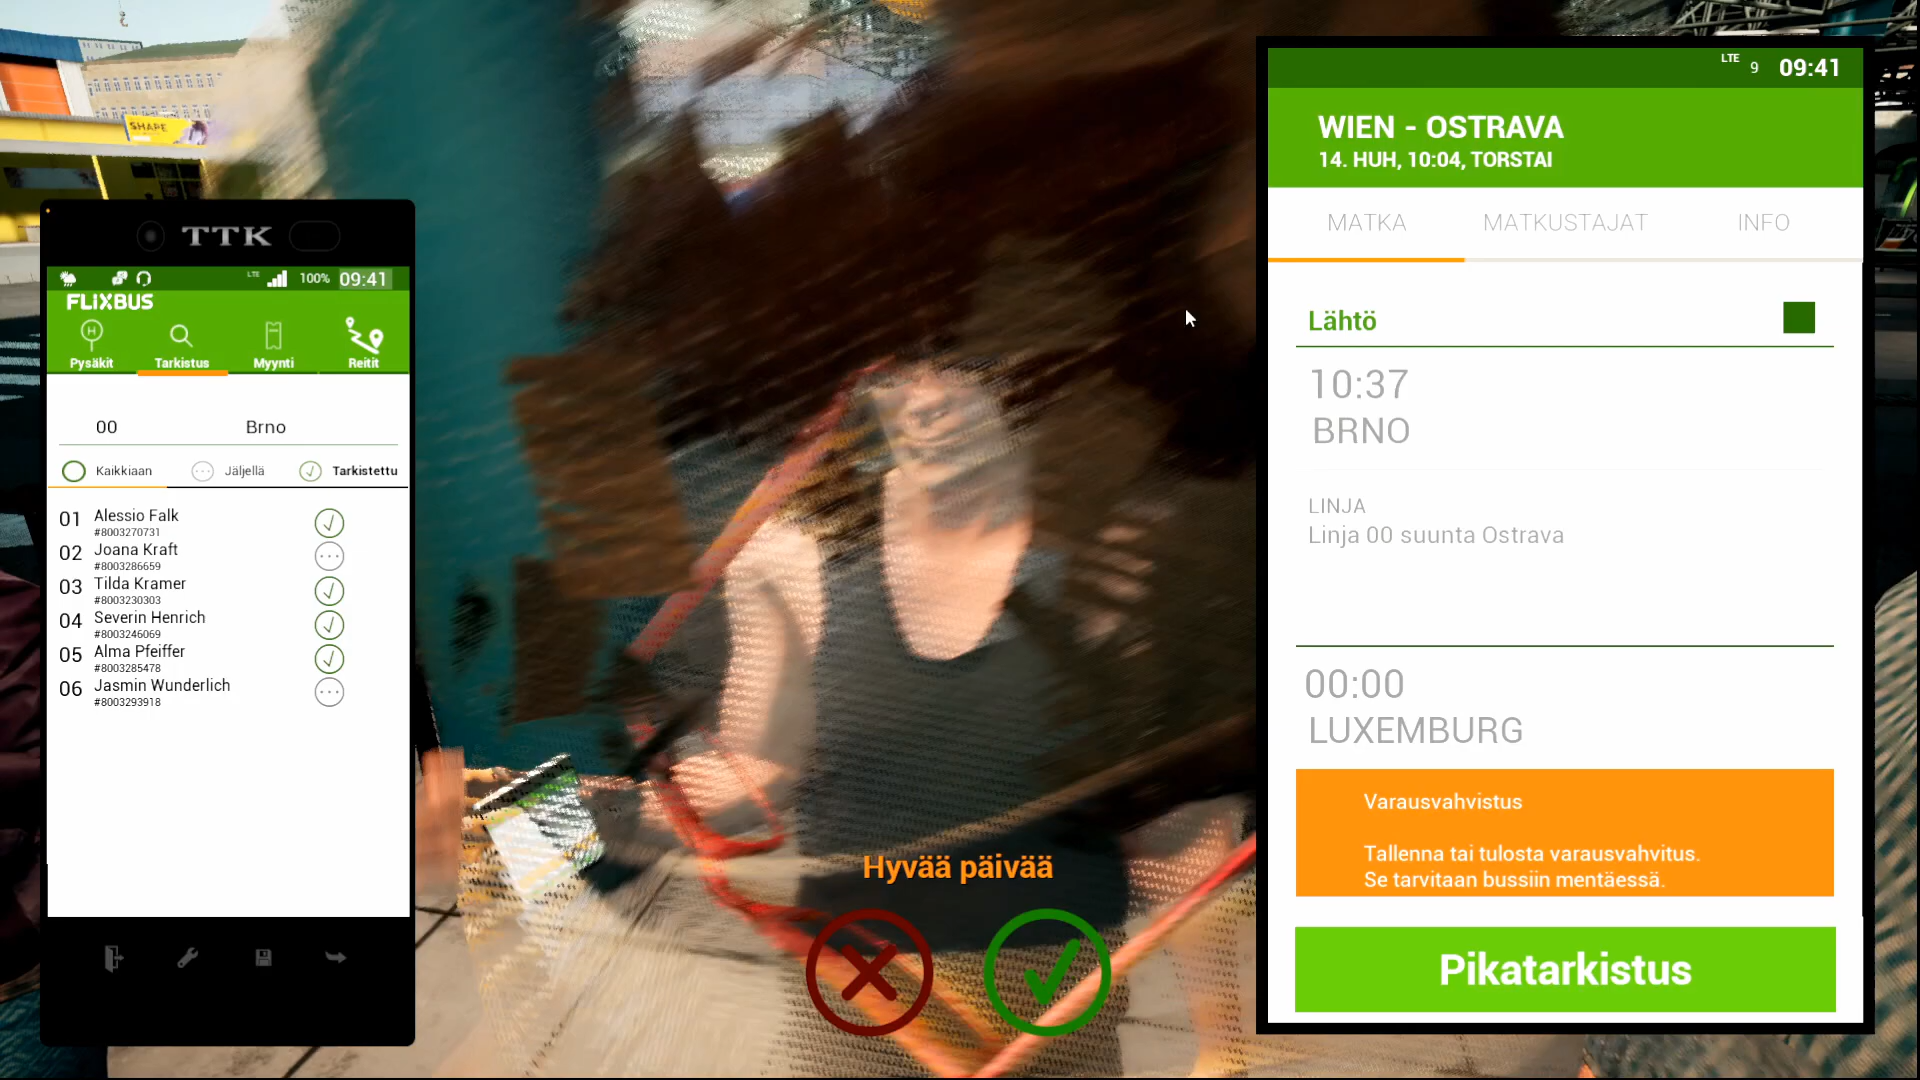 SHAPE
TTK
LTE 100% 09:41
FLiXBUS
Pysäkit Tarkistus Myynti Reitit
00 Brno
Kaikkiaan Jäljellä Tarkistettu
01 Alessio Falk
#8003270731
02 Joana Kraft
#8003286659
03 Tilda Kramer
#8003230303
04 Severin Henrich
#8003246069
05 Alma Pfeiffer
#8003285478
06 Jasmin Wunderlich
#8003293918
Hyvää päivää
LTE 9 09:41
WIEN - OSTRAVA
14. HUH, 10:04, TORSTAI
MATKA MATKUSTAJAT INFO
Lähtö
10:37
BRNO
LINJA
Linja 00 suunta Ostrava
00:00
LUXEMBURG
Varausvahvistus
Tallenna tai tulosta varausvahvitus.
Se tarvitaan bussiin mentäessä.
Pikatarkistus